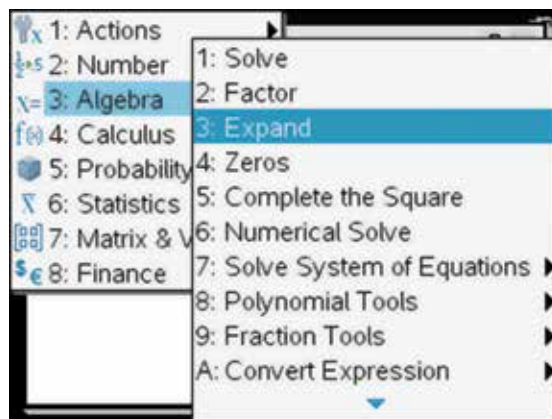 1: Actions
2: Number
3: Algebra
4: Calculus
5: Probability
6: Statistics
7: Matrix & V
8: Finance
1: Solve
2: Factor
3: Expand
4: Zeros
5: Complete the Square
6: Numerical Solve
7: Solve System of Equations
8: Polynomial Tools
9: Fraction Tools
A: Convert Expression